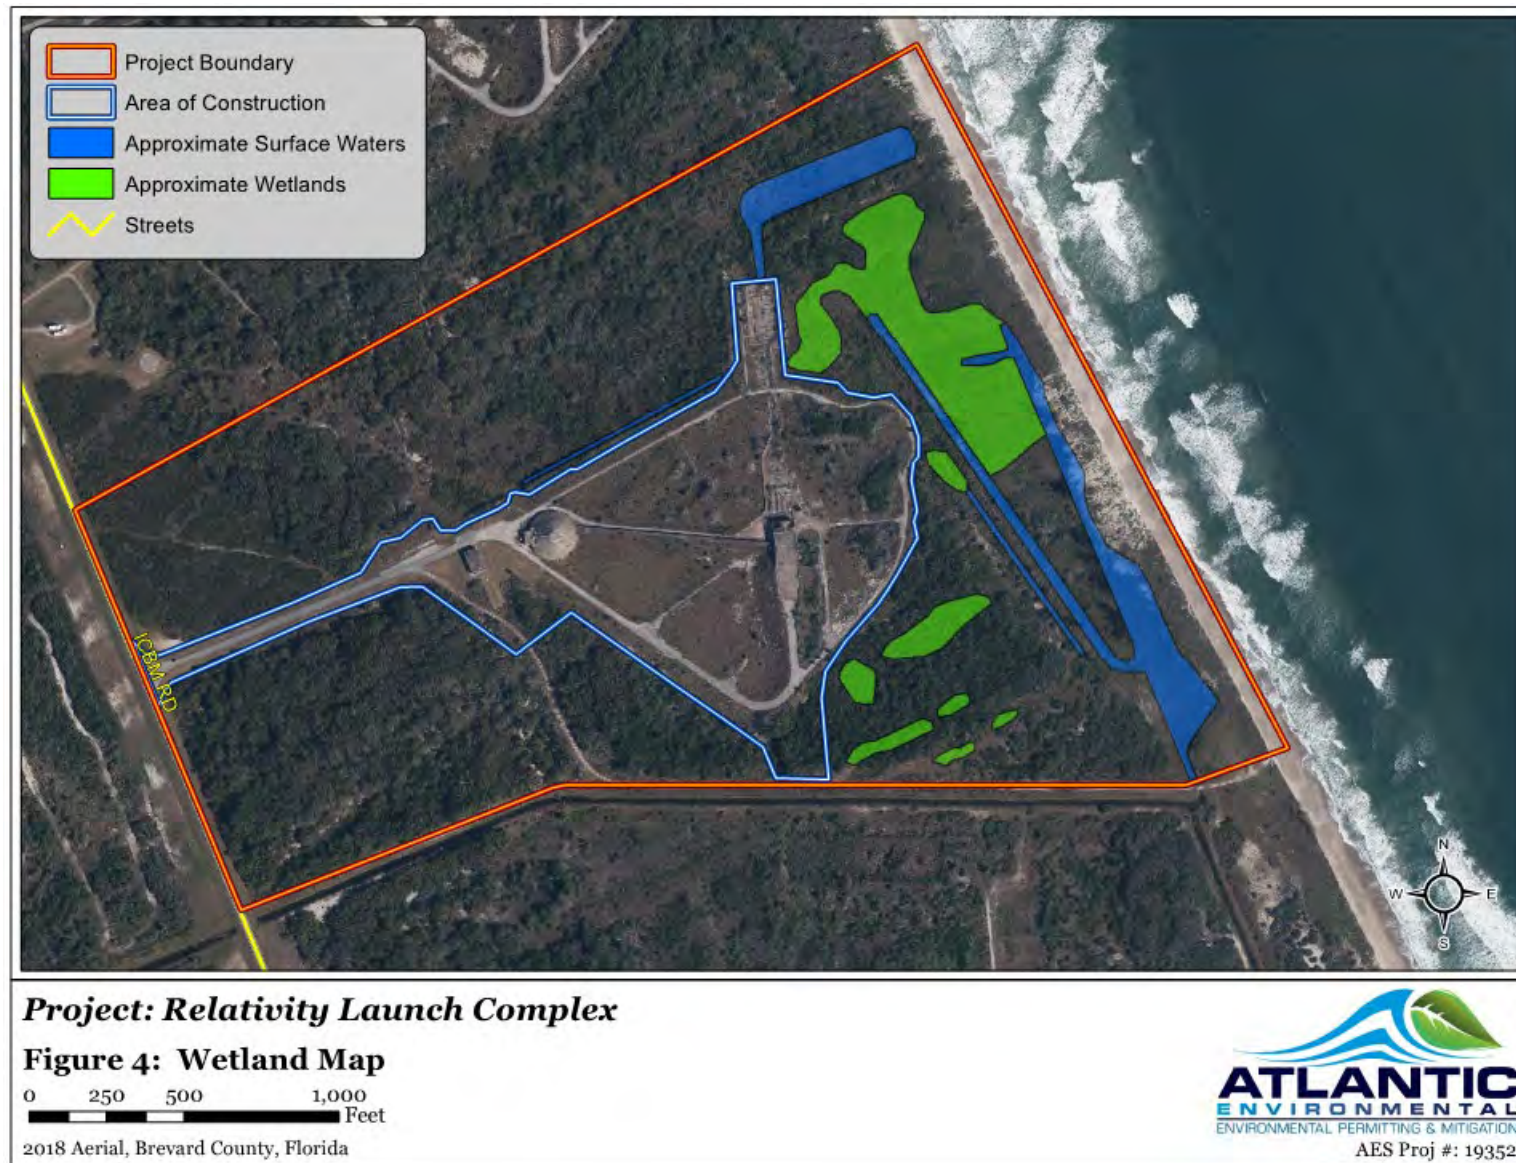 Project Boundary
Area of Construction
Approximate Surface Waters
Approximate Wetlands
Streets
ICBM RD
N
W E
S
Project: Relativity Launch Complex
Figure 4: Wetland Map
0 250 500 1,000
Feet
2018 Aerial, Brevard County, Florida
ATLANTIC
ENVIRONMENTAL
ENVIRONMENTAL PERMITTING & MITIGATION
AES Proj #: 19352